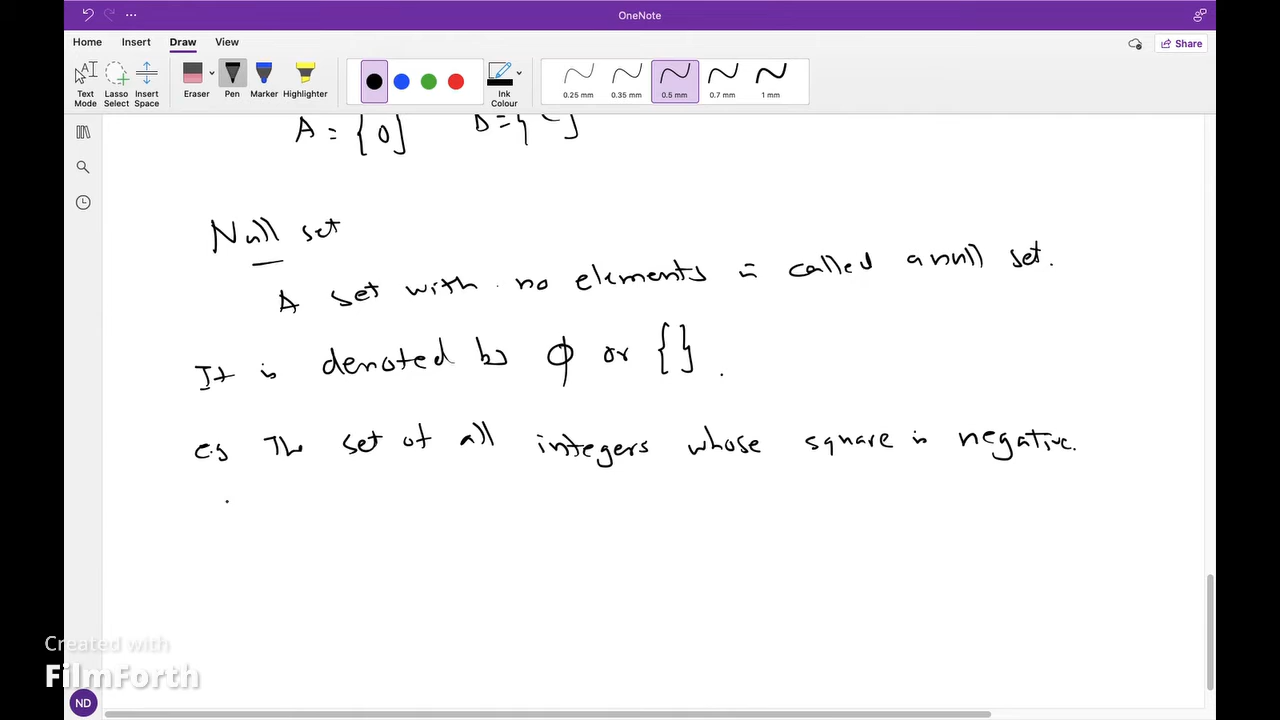 OneNote
Home Insert Draw View Share
Text Mode Lasso Select Insert Space Eraser Pen Marker Highlighter Ink Colour 0.25 mm 0.35 mm 0.5 mm 0.7 mm 1 mm
A = {0}
Null set
A set with no elements is called a null set.
It is denoted by ϕ or {} .
e.g The set of all integers whose square is negative.
Created with
FilmForth
ND